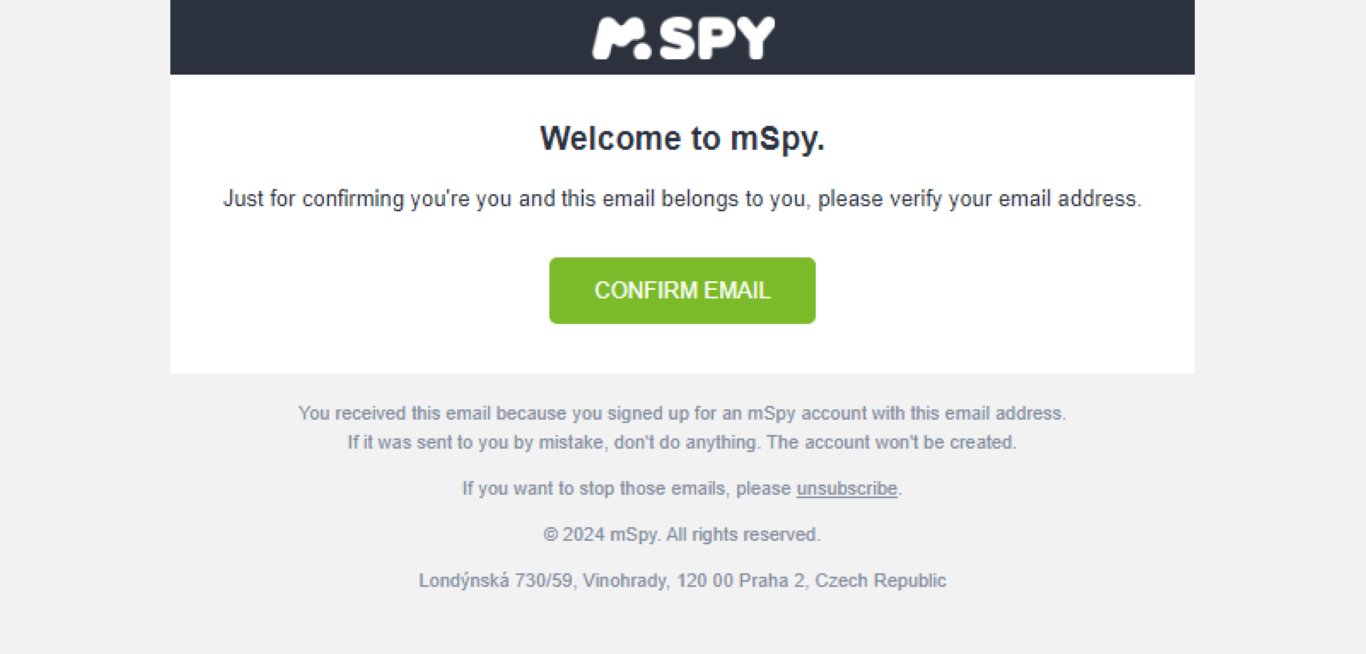 mSPY
Welcome to mSpy.
Just for confirming you're you and this email belongs to you, please verify your email address.
CONFIRM EMAIL
You received this email because you signed up for an mSpy account with this email address.
If it was sent to you by mistake, don't do anything. The account won't be created.
If you want to stop those emails, please unsubscribe.
© 2024 mSpy. All rights reserved.
Londýnská 730/59, Vinohrady, 120 00 Praha 2, Czech Republic